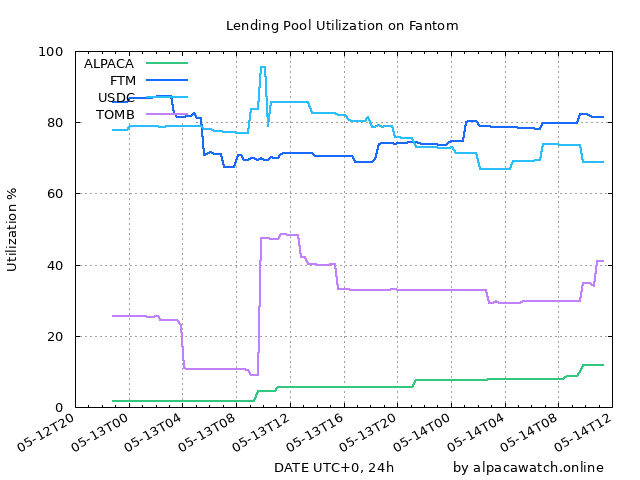 Lending Pool Utilization on Fantom
Utilization %
100
80
60
40
20
0
ALPACA
FTM
USDC
TOMB
05-12T20
05-13T00
05-13T04
05-13T08
05-13T12
05-13T16
05-13T20
05-14T00
05-14T04
05-14T08
05-14T12
DATE UTC+0, 24h
by alpacawatch.online